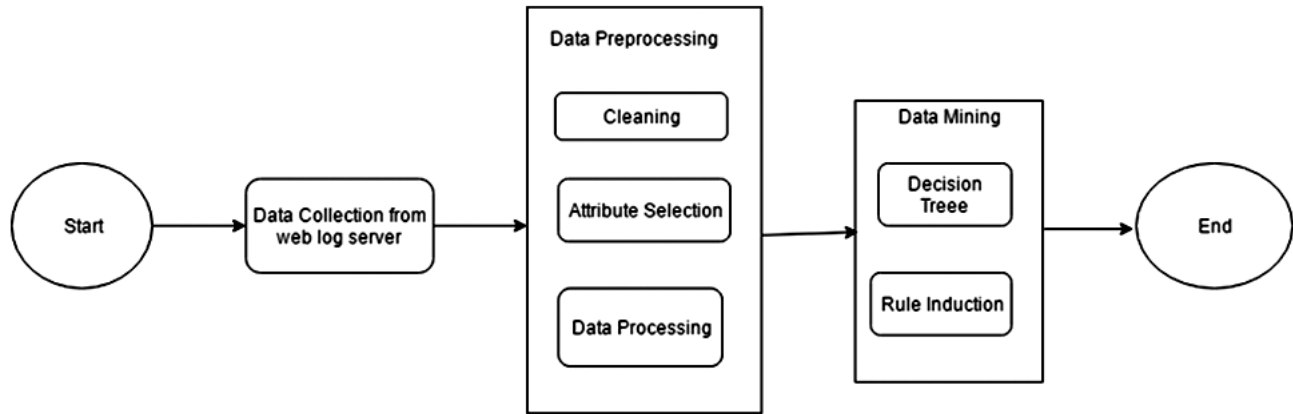 Start
Data Collection from
web log server
Data Preprocessing
Cleaning
Attribute Selection
Data Processing
Data Mining
Decision
Treee
Rule Induction
End